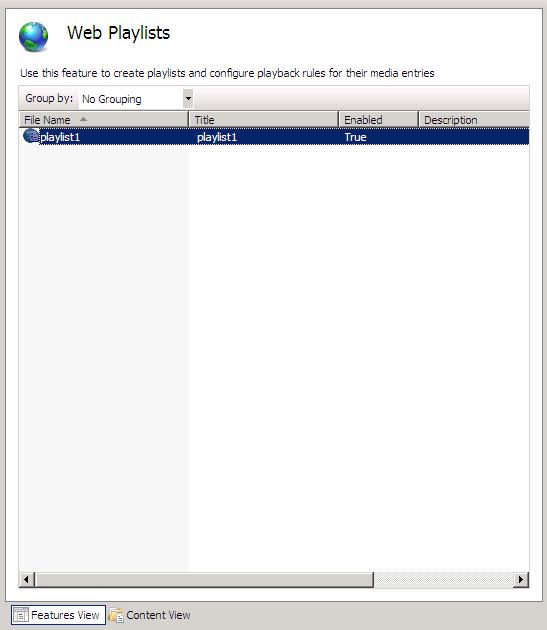 Web Playlists
Use this feature to create playlists and configure playback rules for their media entries
Group by: No Grouping
File Name Title Enabled Description
playlist1 playlist1 True
Features View Content View